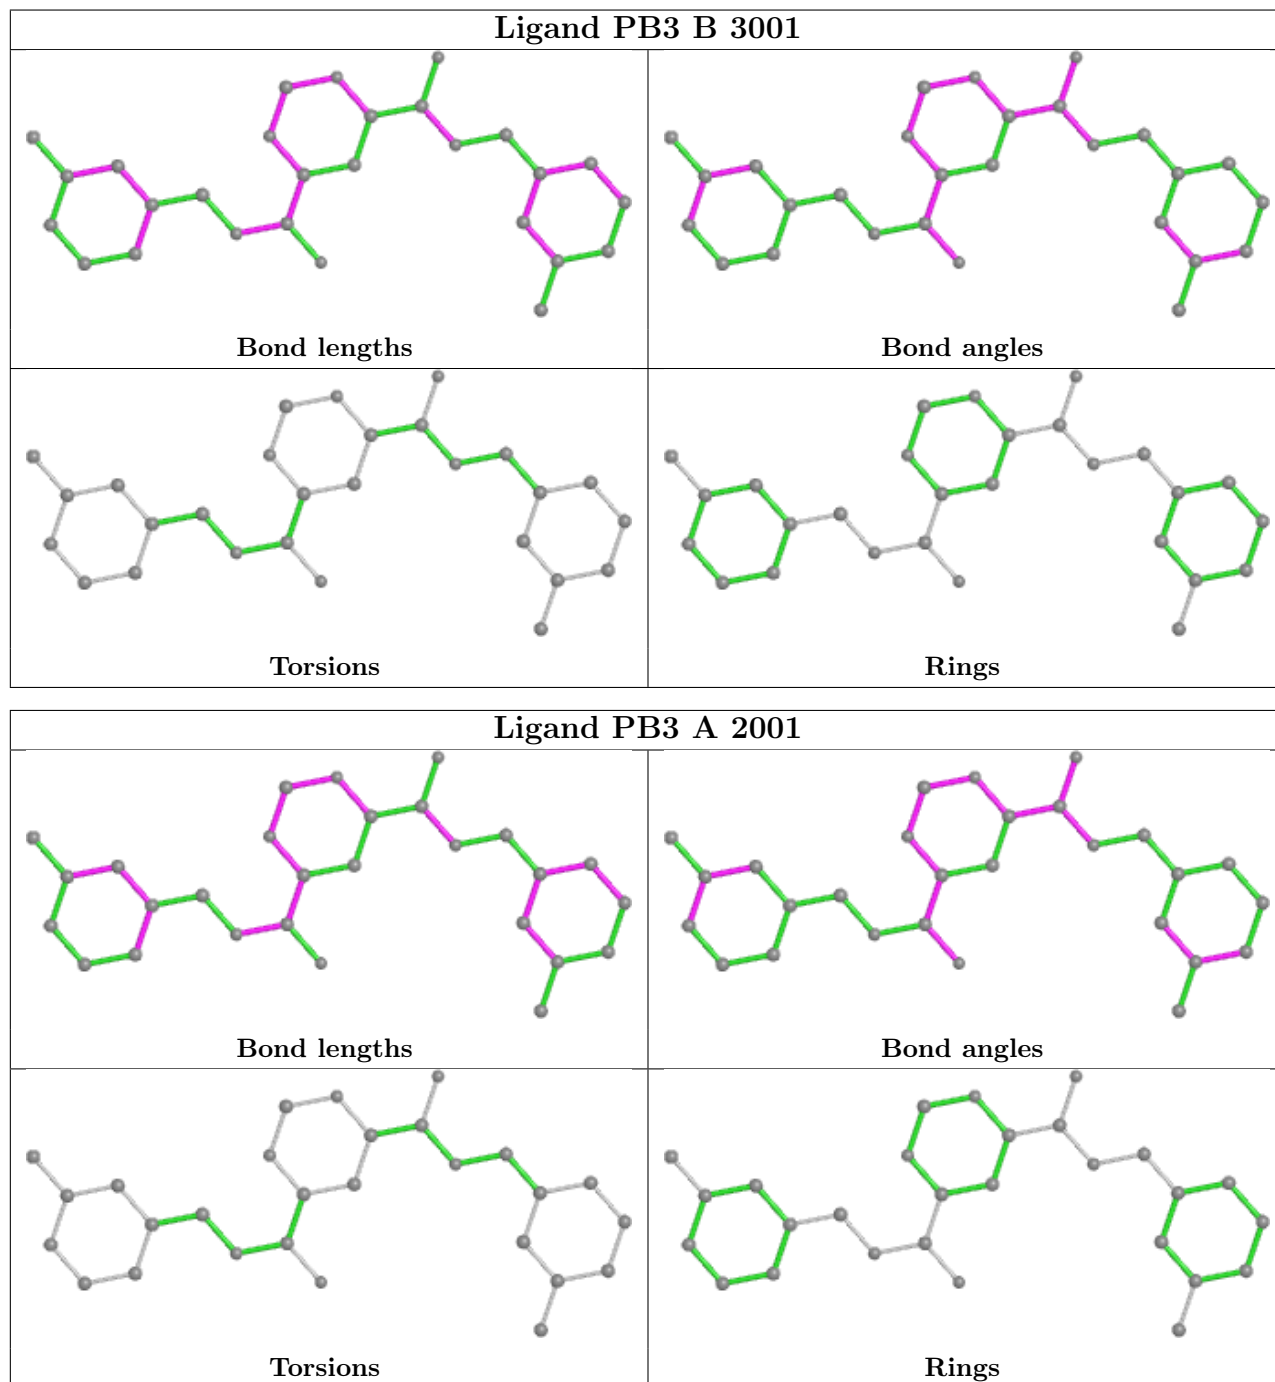 Ligand PB3 B 3001
Bond lengths
Bond angles
Torsions
Rings
Ligand PB3 A 2001
Bond lengths
Bond angles
Torsions
Rings